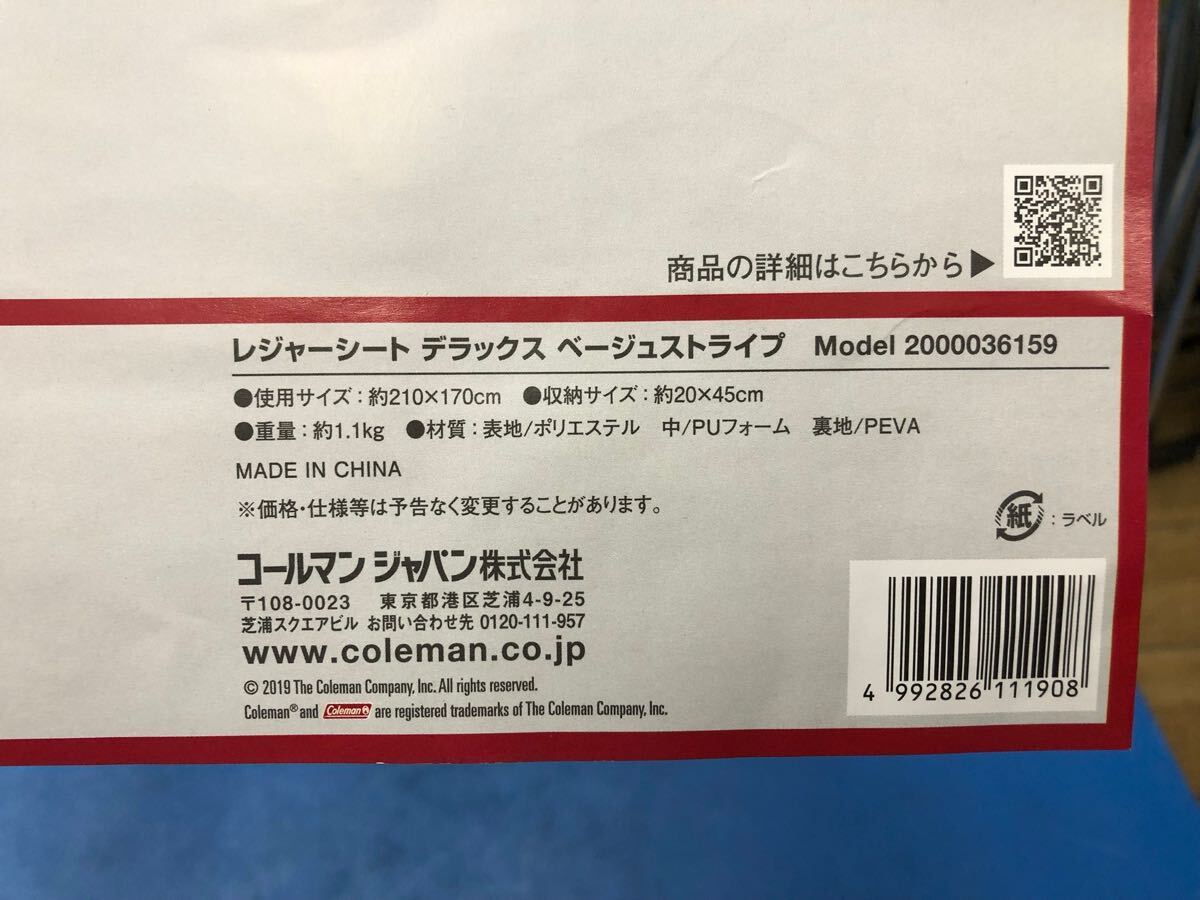 商品の詳細はこちらから▶
レジャーシート デラックス ベージュストライプ Model 2000036159
●使用サイズ：約210×170cm ●収納サイズ：約20×45cm
●重量：約1.1kg ●材質：表地/ポリエステル 中/PUフォーム 裏地/PEVA
MADE IN CHINA
※価格・仕様等は予告なく変更することがあります。
紙：ラベル
コールマン ジャパン株式会社
〒108-0023 東京都港区芝浦4-9-25
芝浦スクエアビル お問い合わせ先 0120-111-957
www.coleman.co.jp
© 2019 The Coleman Company, Inc. All rights reserved.
Coleman® and Coleman are registered trademarks of The Coleman Company, Inc.
4 992826 111908